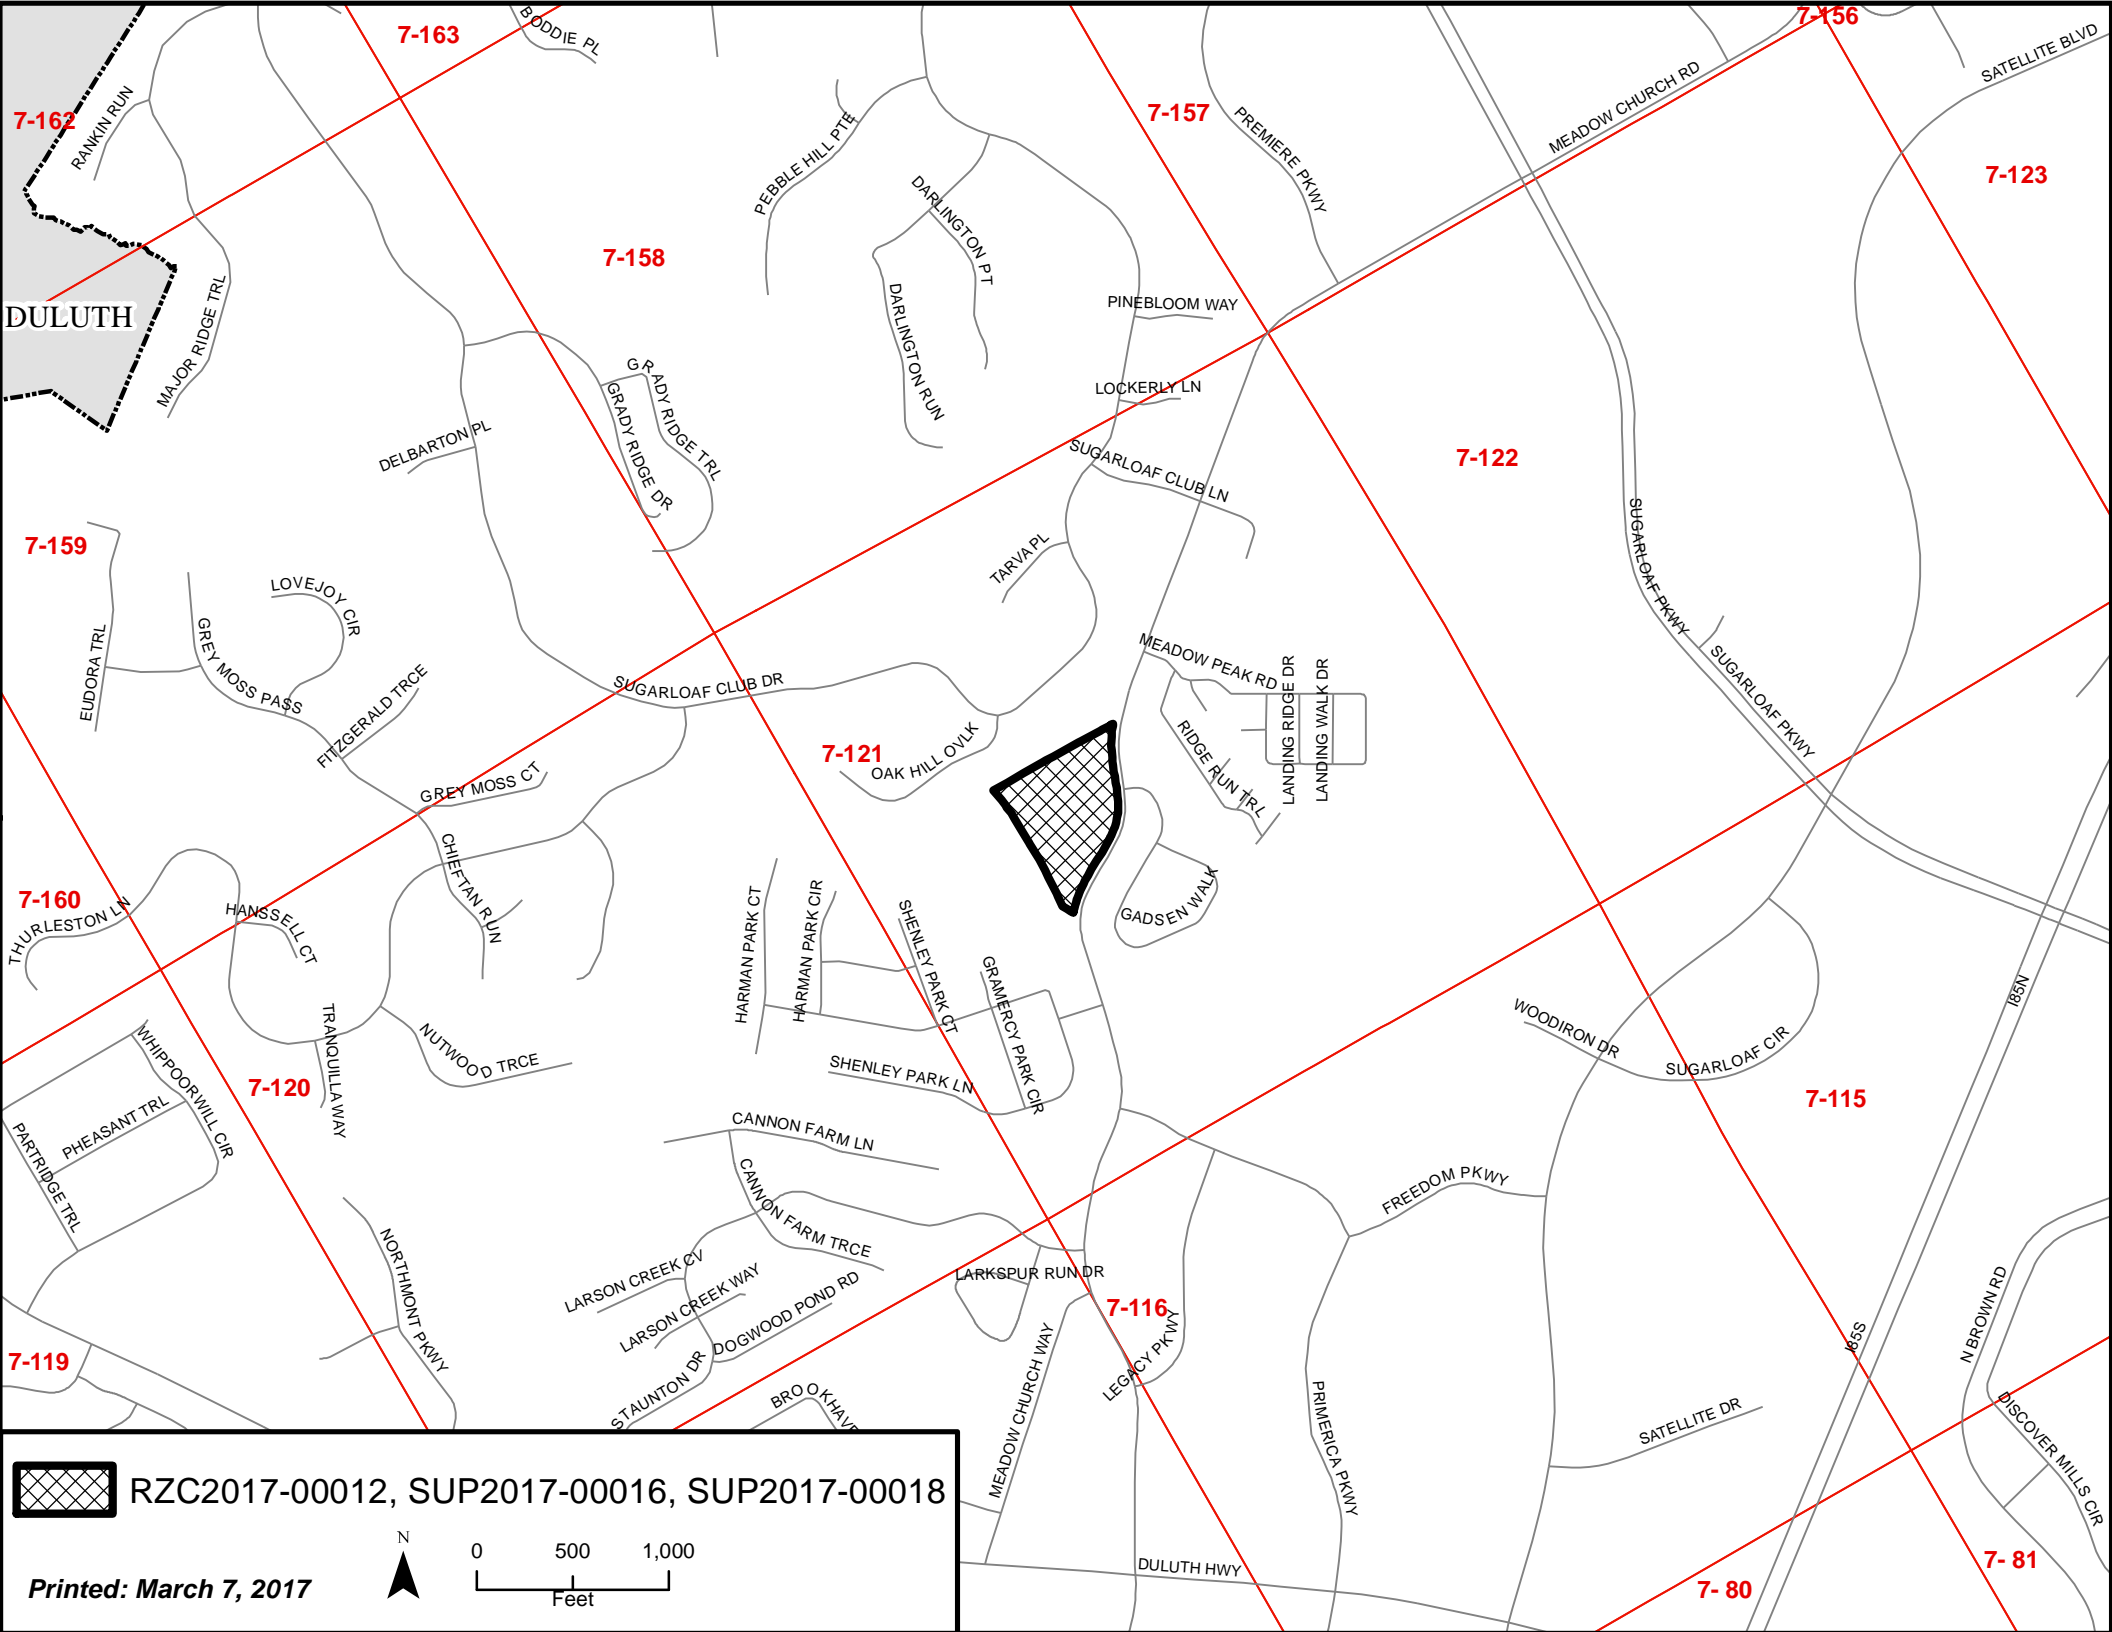 7-163
BODDIE PL
7-156
SATELLITE BLVD
7-162
RANKIN RUN
7-157
MEADOW CHURCH RD
PREMIERE PKWY
7-123
PEBBLE HILL PTE
DARLINGTON PT
7-158
DULUTH
MAJOR RIDGE TRL
DARLINGTON RUN
PINEBLOOM WAY
GRADY RIDGE TRL
GRADY RIDGE DR
LOCKERLY LN
DELBARTON PL
SUGARLOAF CLUB LN
7-122
7-159
SUGARLOAF PKWY
TARVA PL
LOVEJOY CIR
EUDORA TRL
GREY MOSS PASS
FITZGERALD TRCE
SUGARLOAF CLUB DR
MEADOW PEAK RD
LANDING RIDGE DR
LANDING WALK DR
SUGARLOAF PKWY
7-121
OAK HILL OVLK
RIDGE RUN TRL
GREY MOSS CT
CHIEFTAN RUN
7-160
THURLESTON LN
HANSSELL CT
HARMAN PARK CT
HARMAN PARK CIR
SHENLEY PARK CT
GADSEN WALK
GRAMERCY PARK CIR
I85N
WOODIRON DR
SUGARLOAF CIR
WHIPPOORWILL CIR
TRANQUILLA WAY
NUTWOOD TRCE
7-120
SHENLEY PARK LN
7-115
PHEASANT TRL
PARTRIDGE TRL
CANNON FARM LN
CANNON FARM TRCE
FREEDOM PKWY
NORTHMONT PKWY
LARSON CREEK CV
LARSON CREEK WAY
DOGWOOD POND RD
LARKSPUR RUN DR
7-116
LEGACY PKWY
N BROWN RD
I85S
7-119
STAUNTON DR
BROOKHAVE
MEADOW CHURCH WAY
PRIMERICA PKWY
SATELLITE DR
DISCOVER MILLS CIR
RZC2017-00012, SUP2017-00016, SUP2017-00018
N
0 500 1,000
Feet
Printed: March 7, 2017
DULUTH HWY
7- 80
7- 81